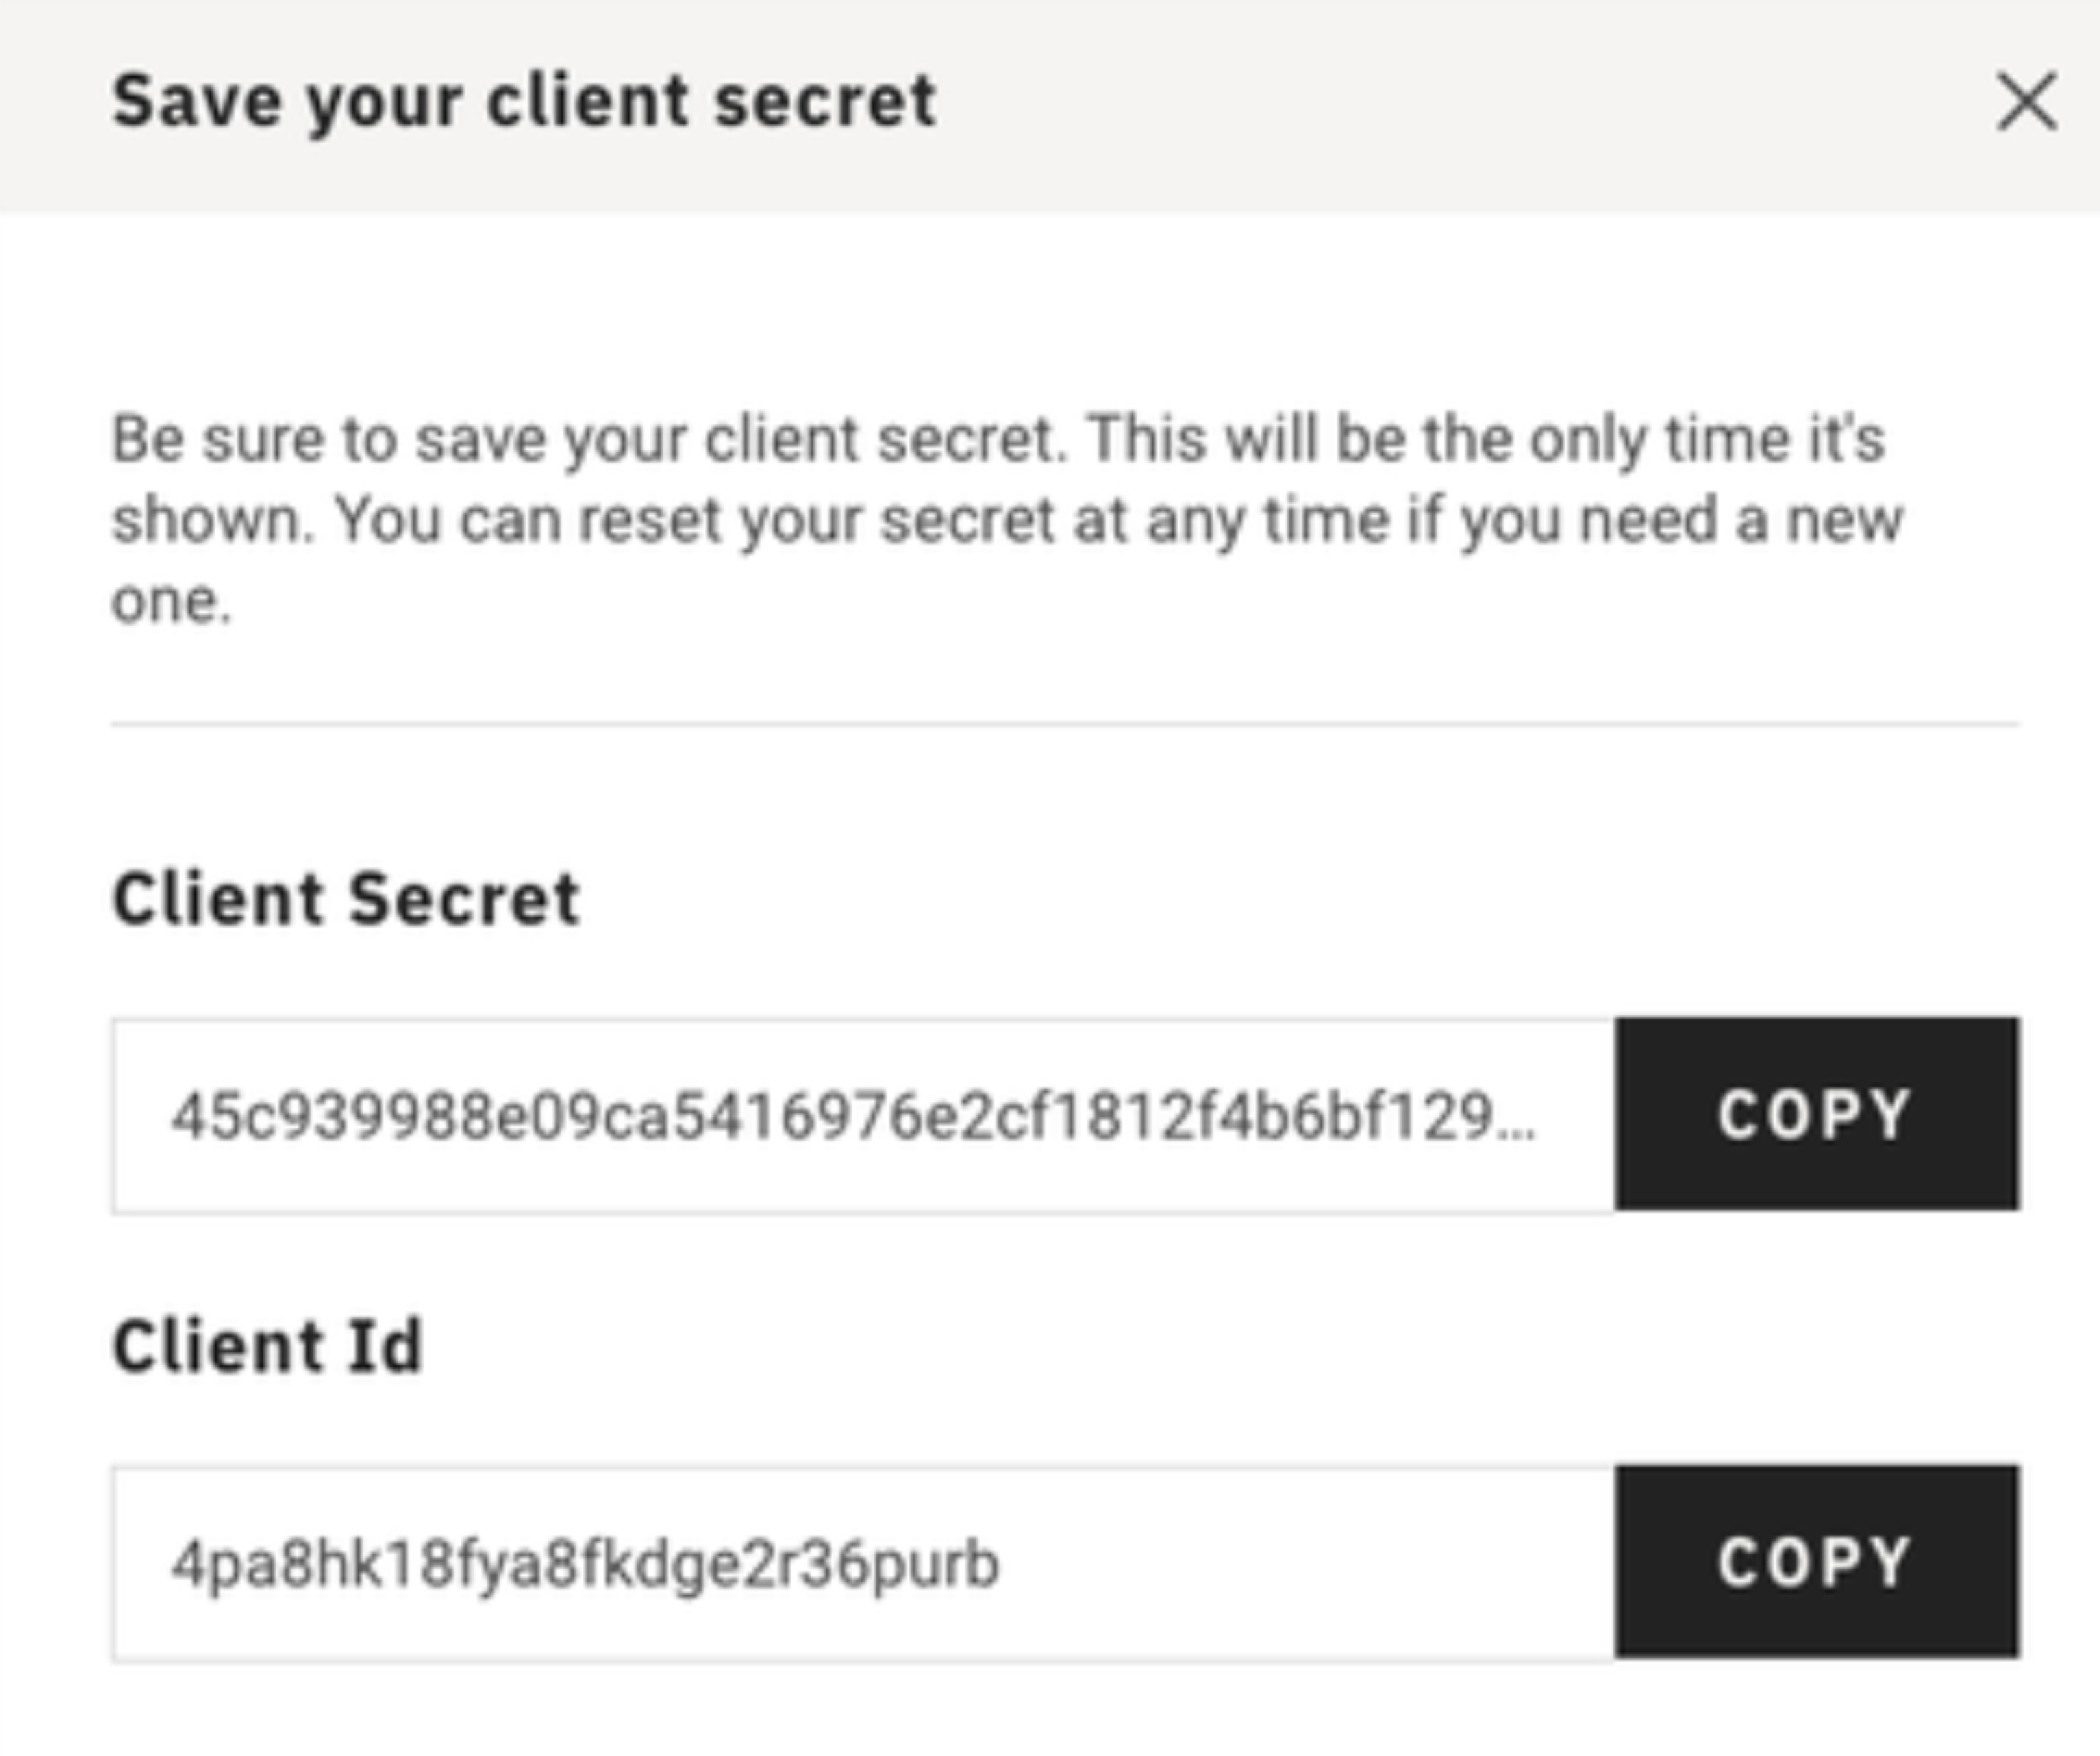 Save your client secret
Be sure to save your client secret. This will be the only time it's
shown. You can reset your secret at any time if you need a new
one.
Client Secret
45c939988e09ca5416976e2cf1812f4b6bf129...
COPY
Client Id
4pa8hk18fya8fkdge2r36purb
COPY